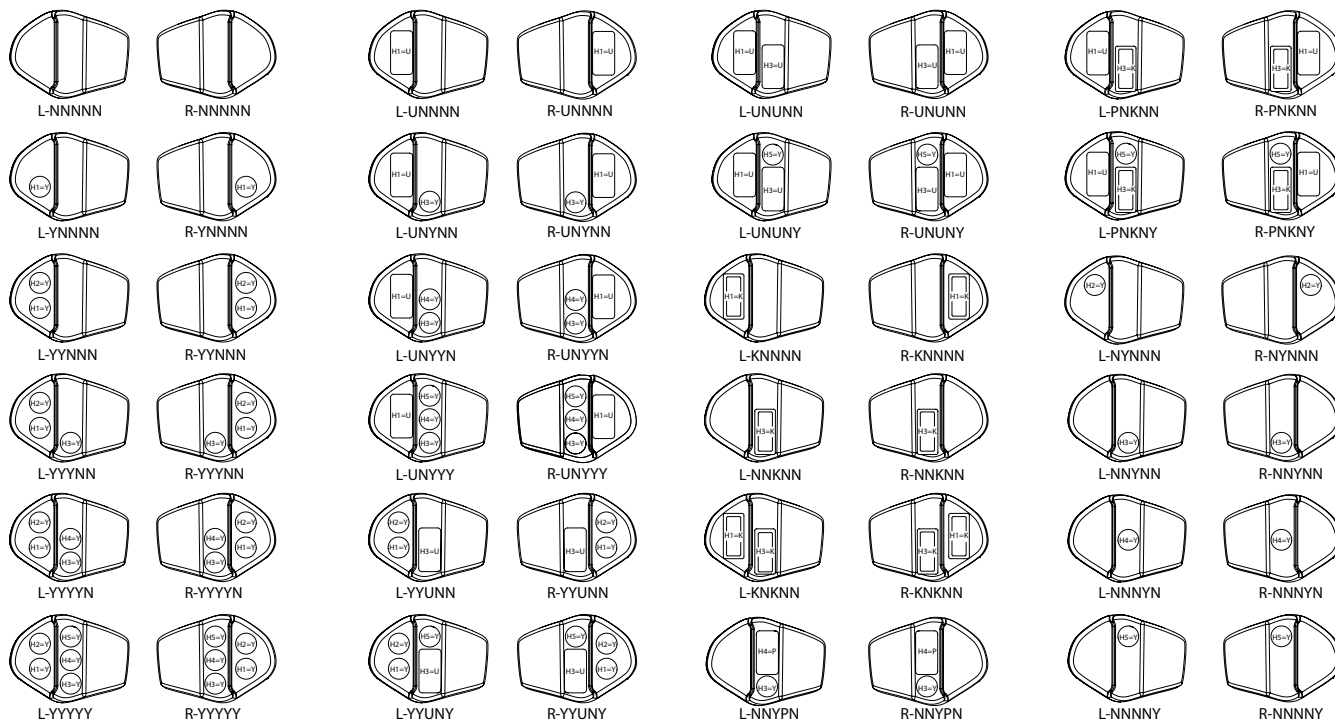 L-NNNNN
R-NNNNN
H1=U
L-UNNNN
H1=U
R-UNNNN
H1=U
H3=U
L-UNUNN
H1=U
H3=U
R-UNUNN
H1=U
H3=K
L-PNKNN
H1=U
H3=K
R-PNKNN
H1=Y
L-YNNNN
H1=Y
R-YNNNN
H1=U
H3=Y
L-UNYNN
H1=U
H3=Y
R-UNYNN
H5=Y
H1=U
H3=U
L-UNUNY
H5=Y
H1=U
H3=U
R-UNUNY
H5=Y
H1=U
H3=K
L-PNKNY
H5=Y
H1=U
H3=K
R-PNKNY
H2=Y
H1=Y
L-YYNNN
H2=Y
H1=Y
R-YYNNN
H1=U
H4=Y
H3=Y
L-UNYYN
H1=U
H4=Y
H3=Y
R-UNYYN
H1=K
L-KNNNN
H1=K
R-KNNNN
H2=Y
L-NYNNN
H2=Y
R-NYNNN
H2=Y
H1=Y
H3=Y
L-YYYNN
H2=Y
H1=Y
H3=Y
R-YYYNN
H5=Y
H1=U
H4=Y
H3=Y
L-UNYYY
H5=Y
H1=U
H4=Y
H3=Y
R-UNYYY
H3=K
L-NNKNN
H3=K
R-NNKNN
H3=Y
L-NNYNN
H3=Y
R-NNYNN
H2=Y
H4=Y
H1=Y
H3=Y
L-YYYYN
H2=Y
H4=Y
H1=Y
H3=Y
R-YYYYN
H2=Y
H1=Y
H3=U
L-YYUNN
H2=Y
H1=Y
H3=U
R-YYUNN
H1=K
H3=K
L-KNKNN
H1=K
H3=K
R-KNKNN
H4=Y
L-NNNYN
H4=Y
R-NNNYN
H5=Y
H2=Y
H4=Y
H1=Y
H3=Y
L-YYYYY
H5=Y
H2=Y
H4=Y
H1=Y
H3=Y
R-YYYYY
H5=Y
H2=Y
H3=U
H1=Y
L-YYUNY
H5=Y
H2=Y
H3=U
H1=Y
R-YYUNY
H4=P
H3=Y
L-NNYPN
H4=P
H3=Y
R-NNYPN
H5=Y
L-NNNNY
H5=Y
R-NNNNY